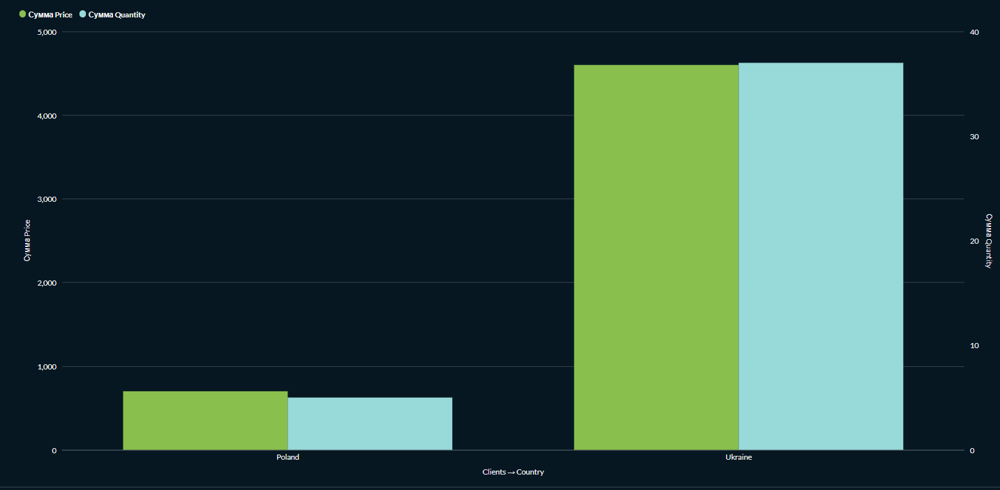 Сумма Price Сумма Quantity
5,000
4,000
3,000
2,000
1,000
0
Сумма Price
40
30
20
10
0
Сумма Quantity
Poland
Ukraine
Clients → Country